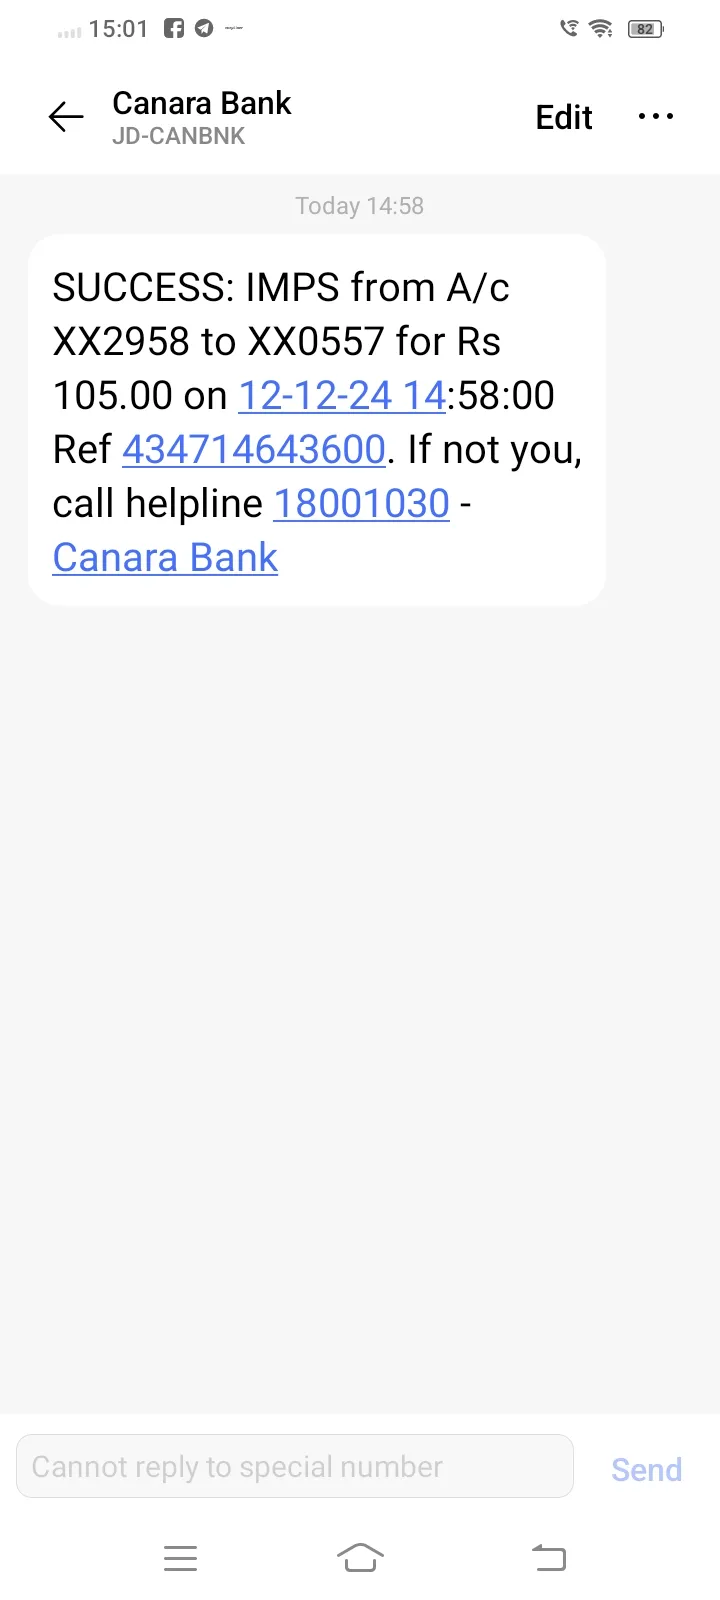 15:01
82
Canara Bank
JD-CANBNK
Edit
Today 14:58
SUCCESS: IMPS from A/c
XX2958 to XX0557 for Rs
105.00 on 12-12-24 14:58:00
Ref 434714643600. If not you,
call helpline 18001030 -
Canara Bank
Cannot reply to special number
Send